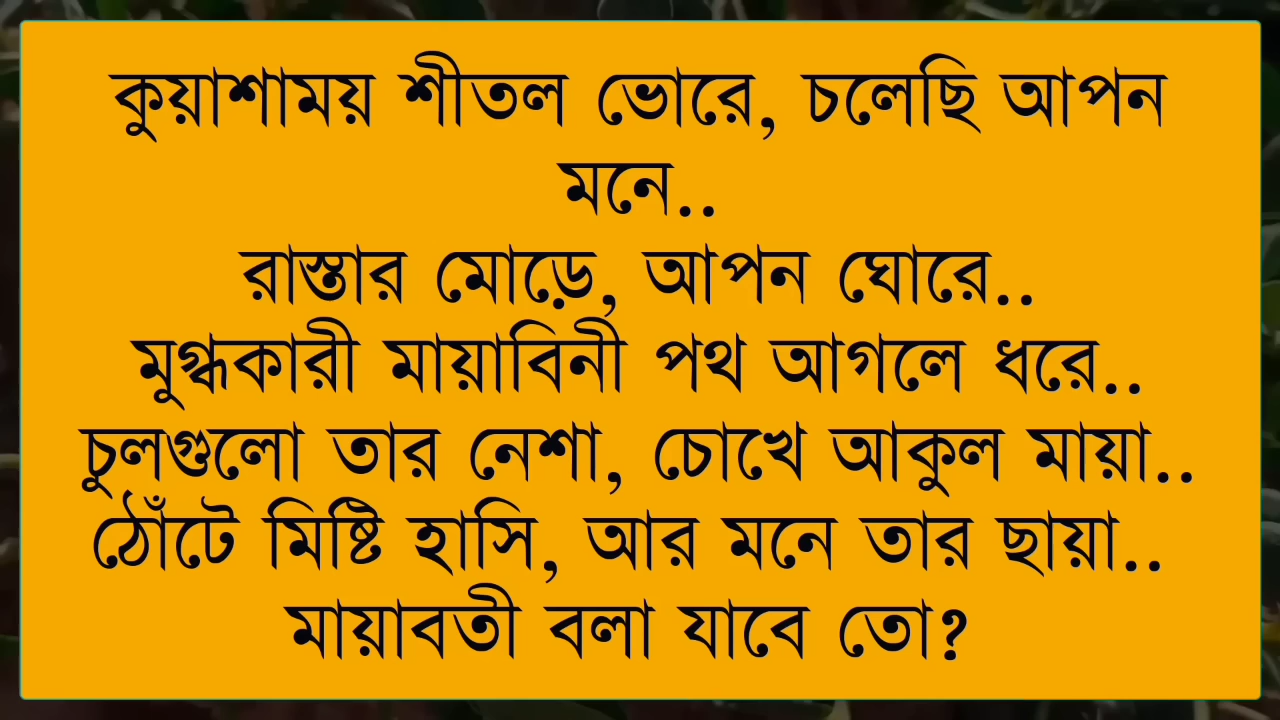 কুয়াশাময় শীতল ভোরে, চলেছি আপন
মনে..
রাস্তার মোড়ে, আপন ঘোরে..
মুগ্ধকারী মায়াবিনী পথ আগলে ধরে..
চুলগুলো তার নেশা, চোখে আকুল মায়া..
ঠোঁটে মিষ্টি হাসি, আর মনে তার ছায়া..
মায়াবতী বলা যাবে তো?